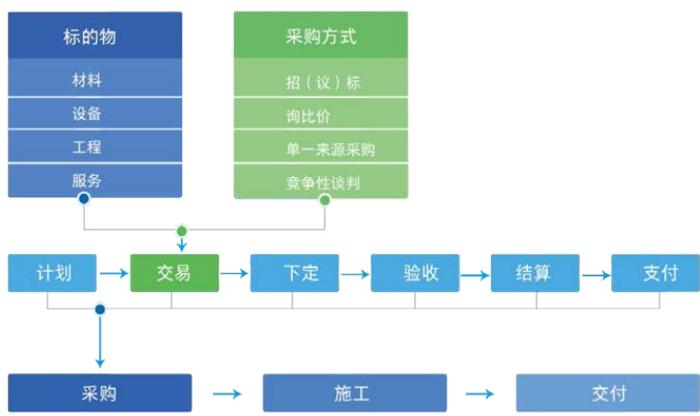 标的物
材料
设备
工程
服务
采购方式
招（议）标
询比价
单一来源采购
竞争性谈判
计划
交易
下定
验收
结算
支付
采购
施工
交付